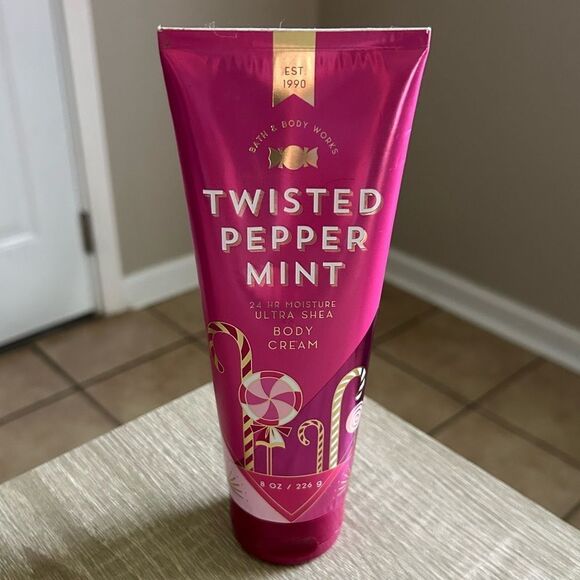 EST.
1990
BATH & BODY WORKS
TWISTED
PEPPER
MINT
24 HR MOISTURE
ULTRA SHEA
BODY
CREAM
8 OZ / 226 g